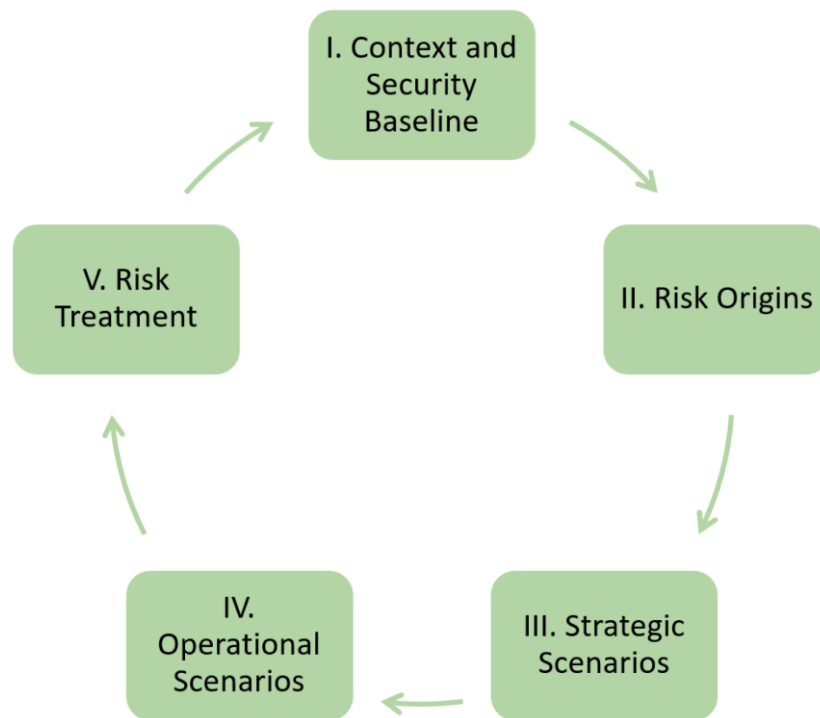 I. Context and
Security
Baseline
II. Risk Origins
III. Strategic
Scenarios
IV.
Operational
Scenarios
V. Risk
Treatment